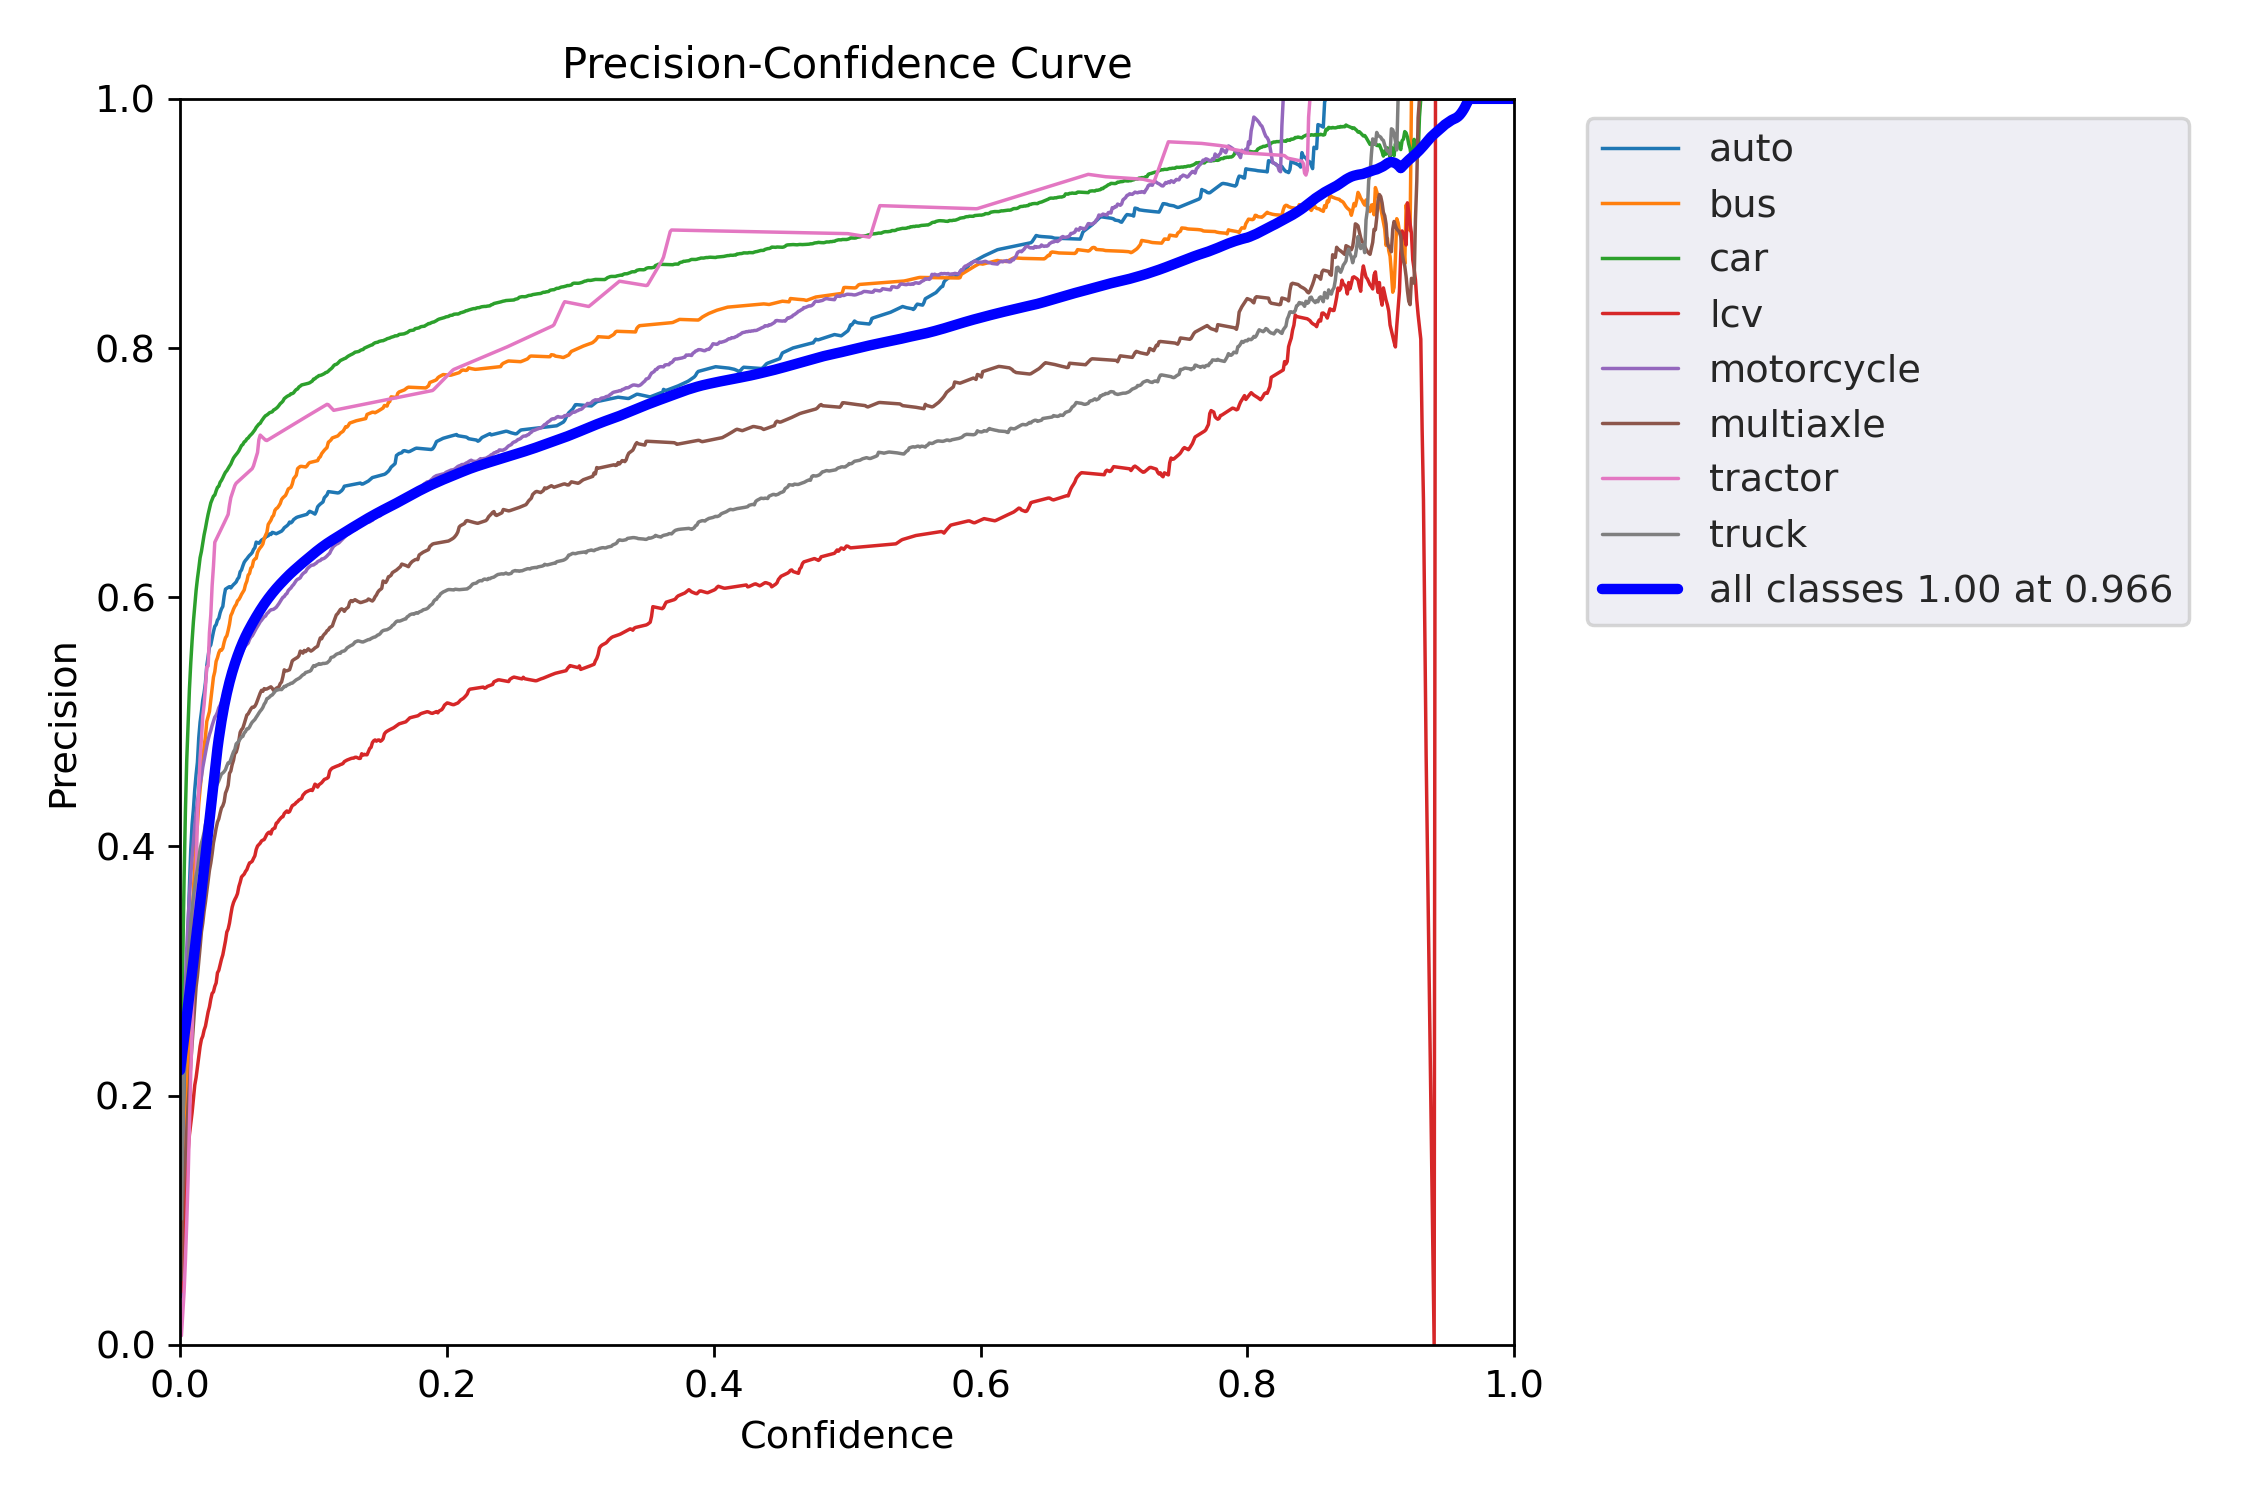 Precision-Confidence Curve
1.0
0.8
0.6
0.4
0.2
0.0
Precision
0.0 0.2 0.4 0.6 0.8 1.0
Confidence
auto
bus
car
lcv
motorcycle
multiaxle
tractor
truck
all classes 1.00 at 0.966